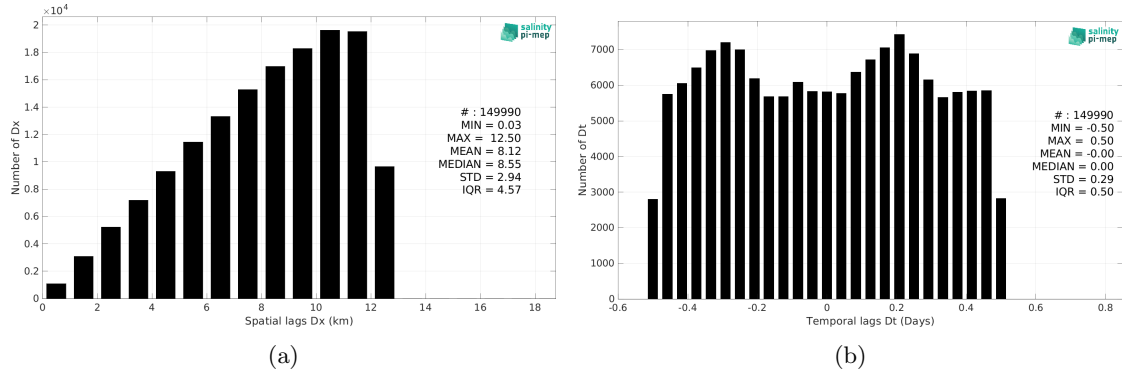 ×10⁴
2
1.8
1.6
1.4
1.2
1
0.8
0.6
0.4
0.2
0
Number of Dx
salinity
pi-mep
# : 149990
MIN = 0.03
MAX = 12.50
MEAN = 8.12
MEDIAN = 8.55
STD = 2.94
IQR = 4.57
0 2 4 6 8 10 12 14 16 18
Spatial lags Dx (km)
(a)
7000
6000
5000
4000
3000
2000
1000
0
Number of Dt
salinity
pi-mep
# : 149990
MIN = -0.50
MAX = 0.50
MEAN = -0.00
MEDIAN = 0.00
STD = 0.29
IQR = 0.50
-0.6 -0.4 -0.2 0 0.2 0.4 0.6 0.8
Temporal lags Dt (Days)
(b)